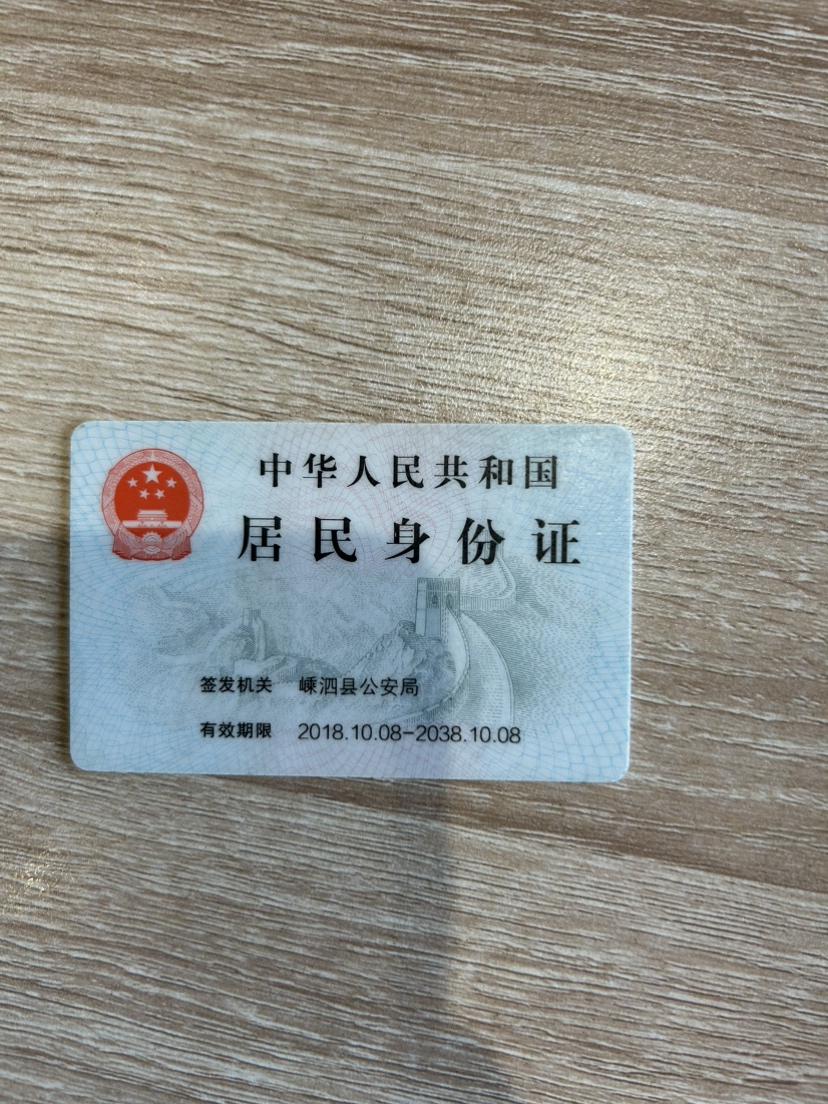 中华人民共和国
居民身份证
签发机关 嵊泗县公安局
有效期限 2018.10.08-2038.10.08